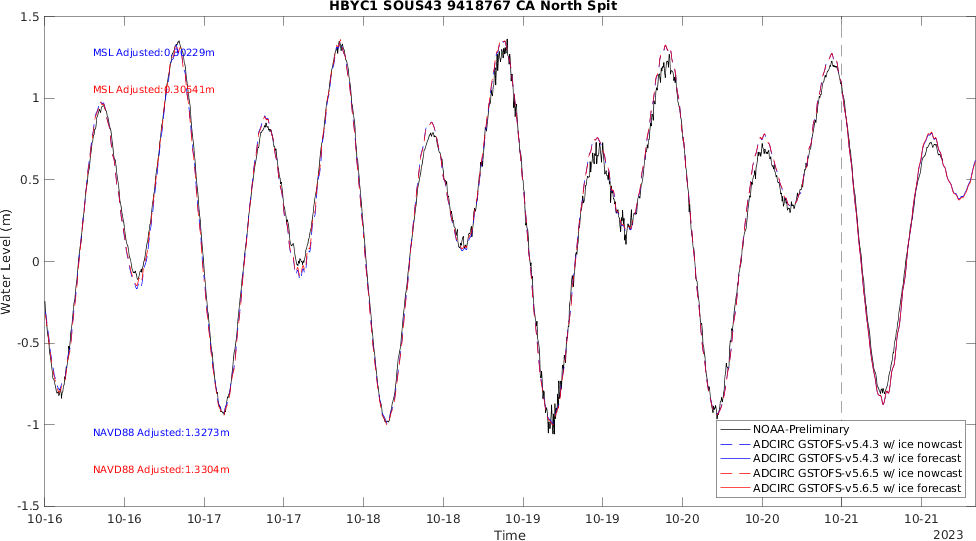 HBYC1 SOUS43 9418767 CA North Spit
1.5
1
0.5
0
-0.5
-1
-1.5
Water Level (m)
MSL Adjusted:0.30229m
MSL Adjusted:0.30541m
NAVD88 Adjusted:1.3273m
NAVD88 Adjusted:1.3304m
NOAA-Preliminary
ADCIRC GSTOFS-v5.4.3 w/ ice nowcast
ADCIRC GSTOFS-v5.4.3 w/ ice forecast
ADCIRC GSTOFS-v5.6.5 w/ ice nowcast
ADCIRC GSTOFS-v5.6.5 w/ ice forecast
10-16 10-16 10-17 10-17 10-18 10-18 10-19 10-19 10-20 10-20 10-21 10-21
Time
2023